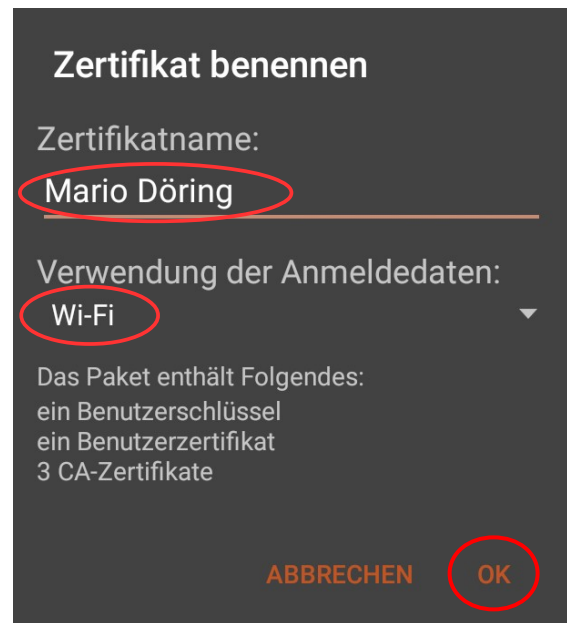 Zertifikat benennen
Zertifikatname:
Mario Döring
Verwendung der Anmeldedaten:
Wi-Fi
Das Paket enthält Folgendes:
ein Benutzerschlüssel
ein Benutzerzertifikat
3 CA-Zertifikate
ABBRECHEN OK